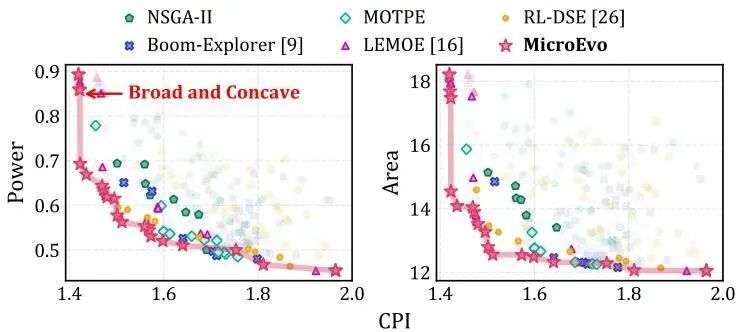 NSGA-II MOTPE RL-DSE [26]
Boom-Explorer [9] LEMOE [16] MicroEvo
Broad and Concave
Power
0.9
0.8
0.7
0.6
0.5
1.4 1.6 1.8 2.0
Area
18
16
14
12
1.4 1.6 1.8 2.0
CPI